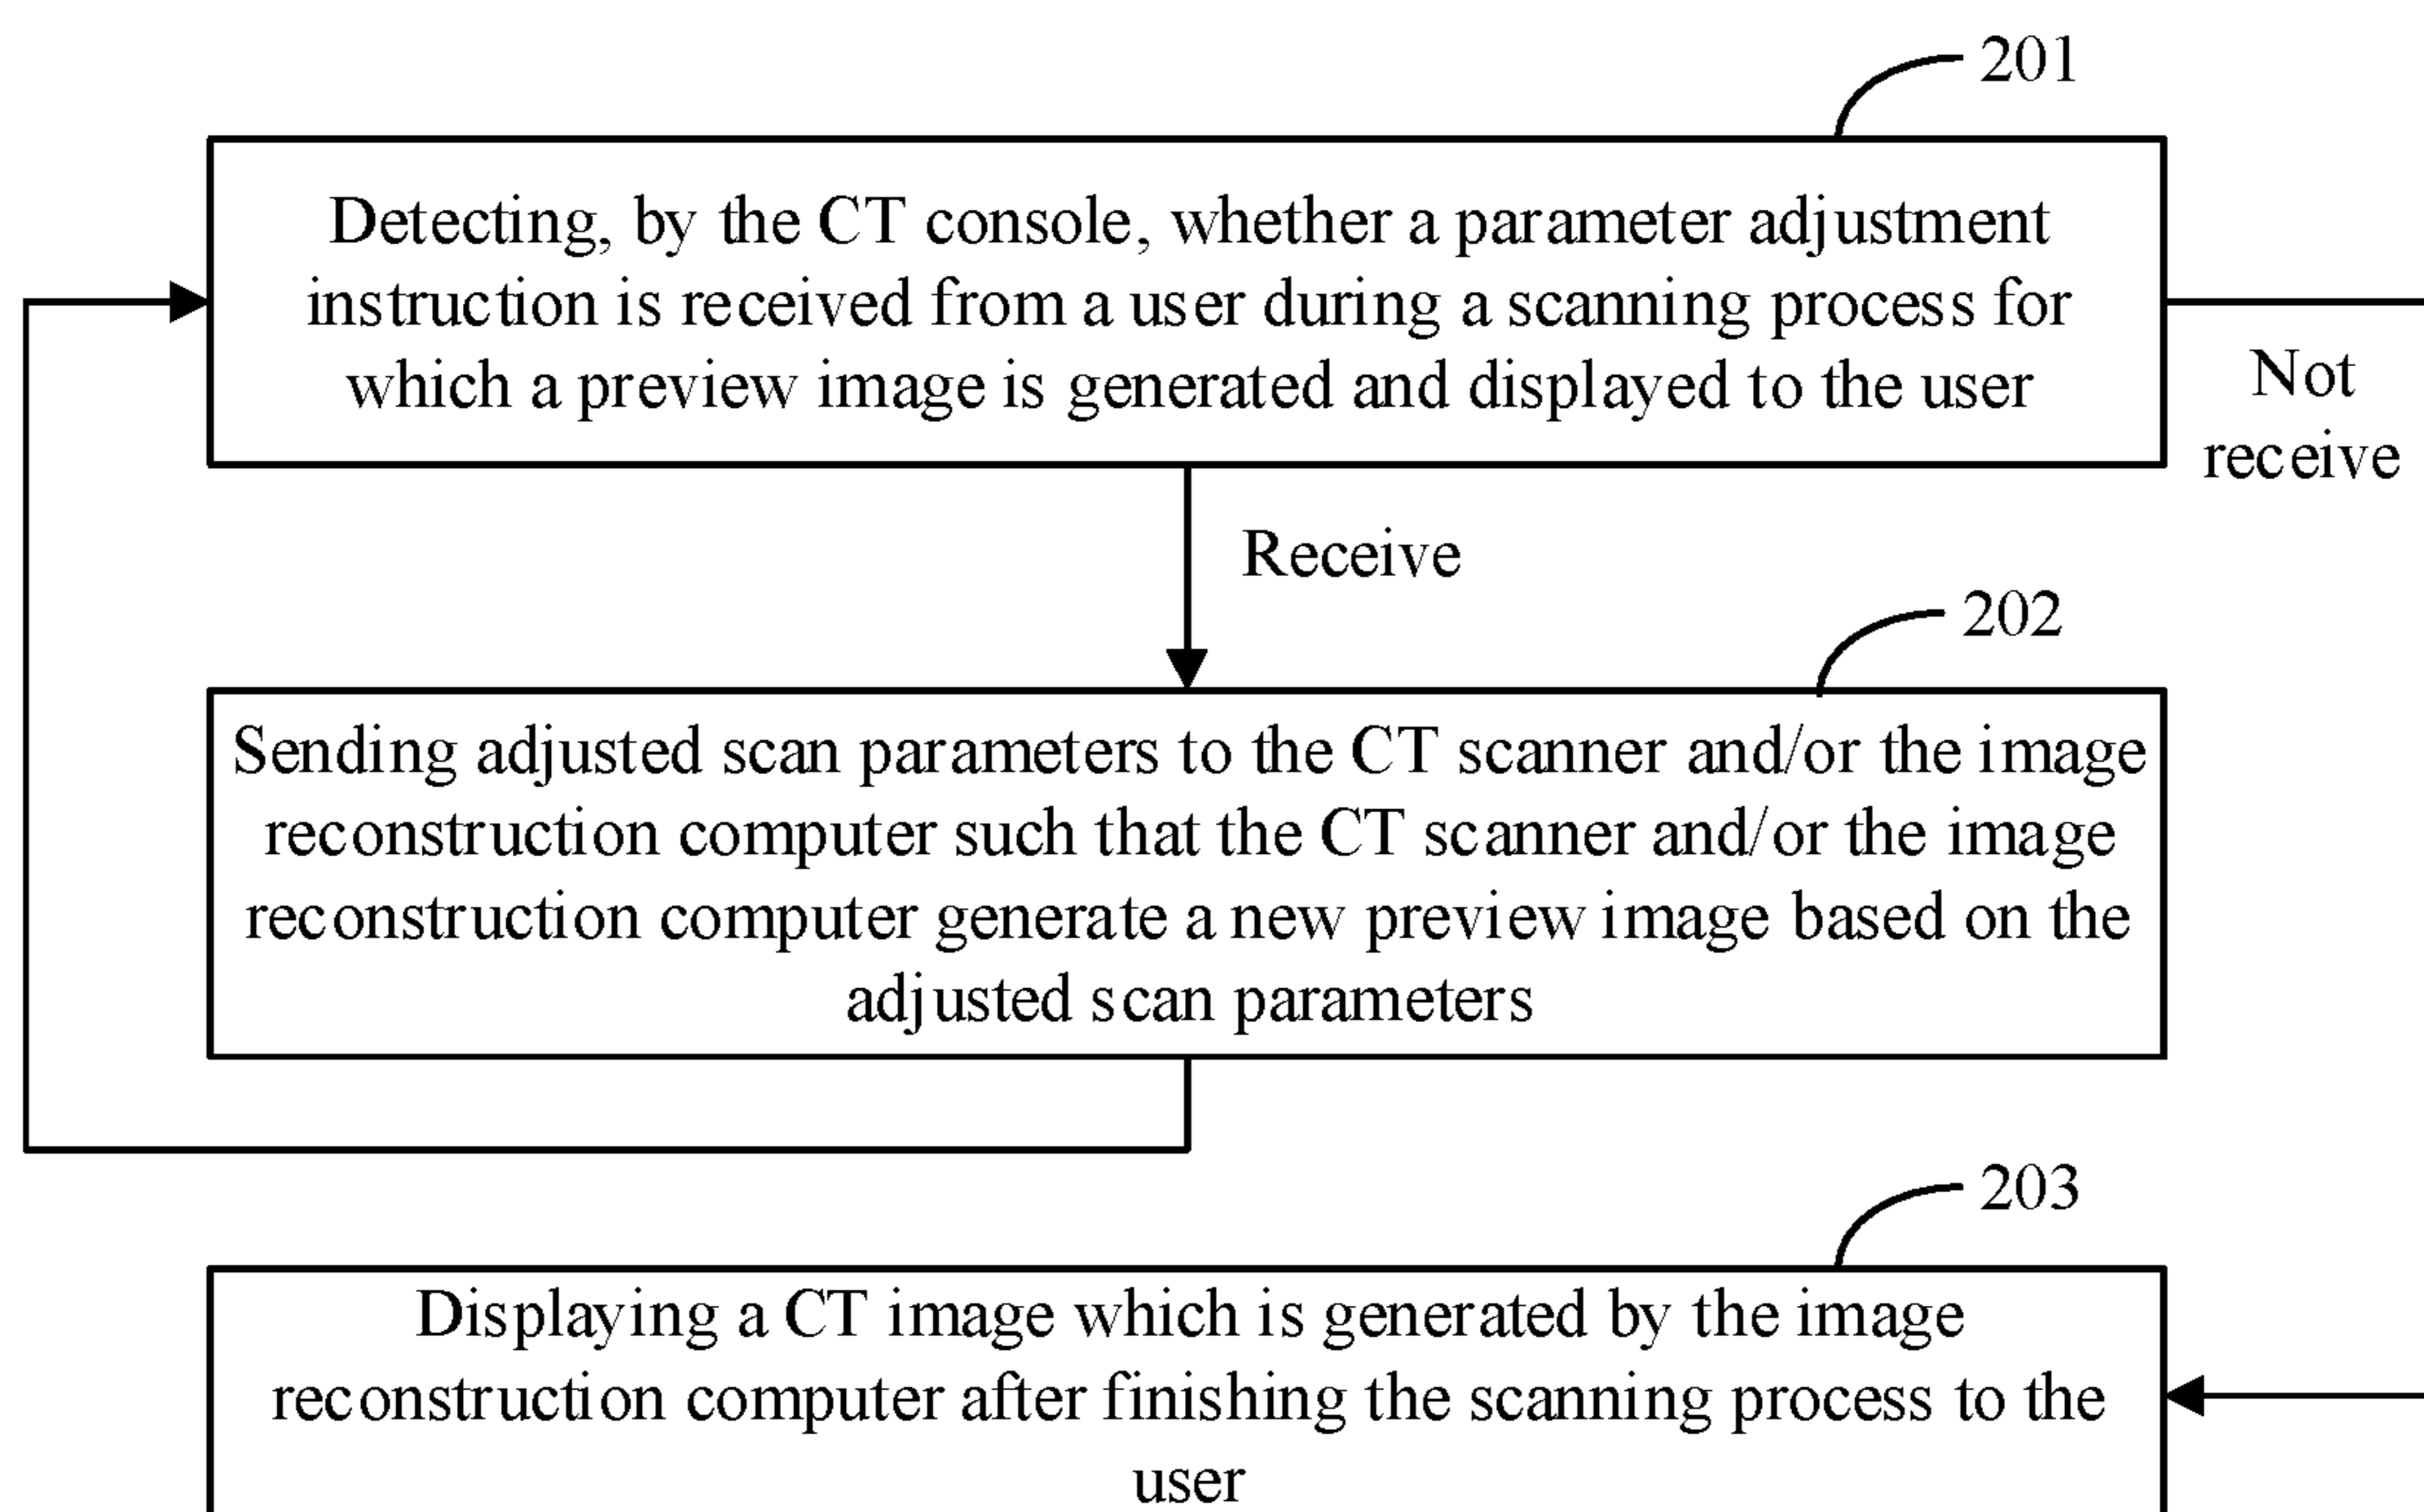 201
Detecting, by the CT console, whether a parameter adjustment
instruction is received from a user during a scanning process for
which a preview image is generated and displayed to the user
Not
receive
Receive
202
Sending adjusted scan parameters to the CT scanner and/or the image
reconstruction computer such that the CT scanner and/or the image
reconstruction computer generate a new preview image based on the
adjusted scan parameters
203
Displaying a CT image which is generated by the image
reconstruction computer after finishing the scanning process to the
user